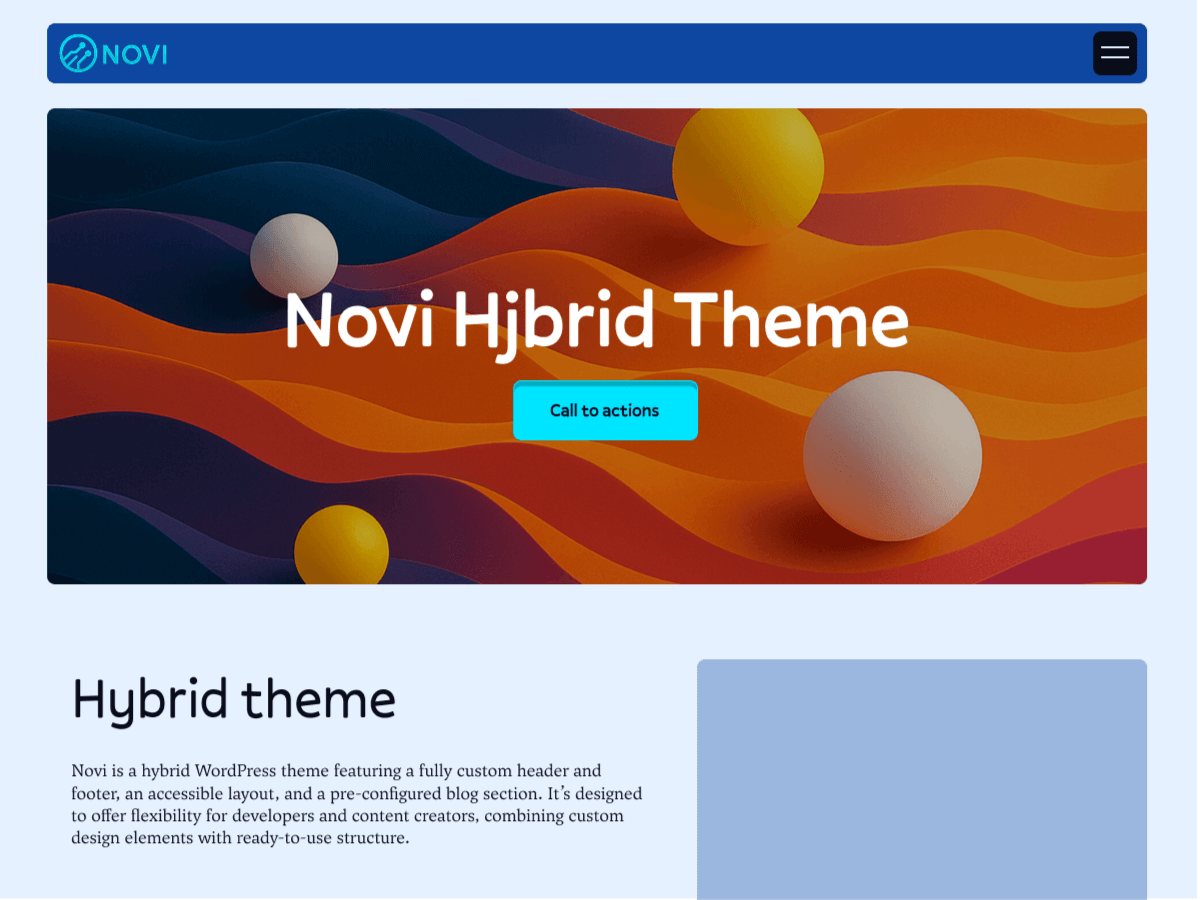 NOVI
Novi Hjbrid Theme
Call to actions
Hybrid theme
Novi is a hybrid WordPress theme featuring a fully custom header and
footer, an accessible layout, and a pre-configured blog section. It’s designed
to offer flexibility for developers and content creators, combining custom
design elements with ready-to-use structure.